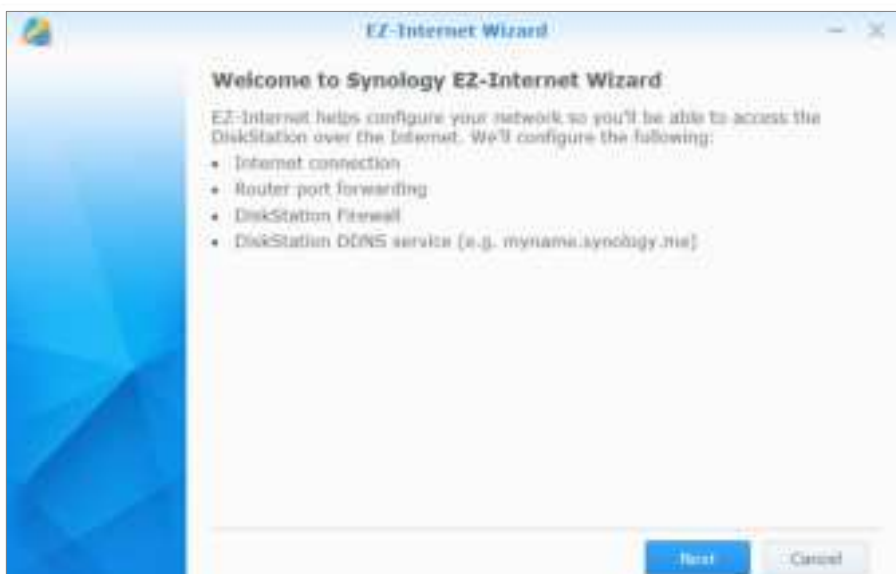 EZ-Internet Wizard
Welcome to Synology EZ-Internet Wizard
EZ-Internet helps configure your network so you'll be able to access the
DiskStation over the Internet. We'll configure the following:
• Internet connection
• Router port forwarding
• DiskStation Firewall
• DiskStation DDNS service (e.g. myname.synology.me)
Next
Cancel